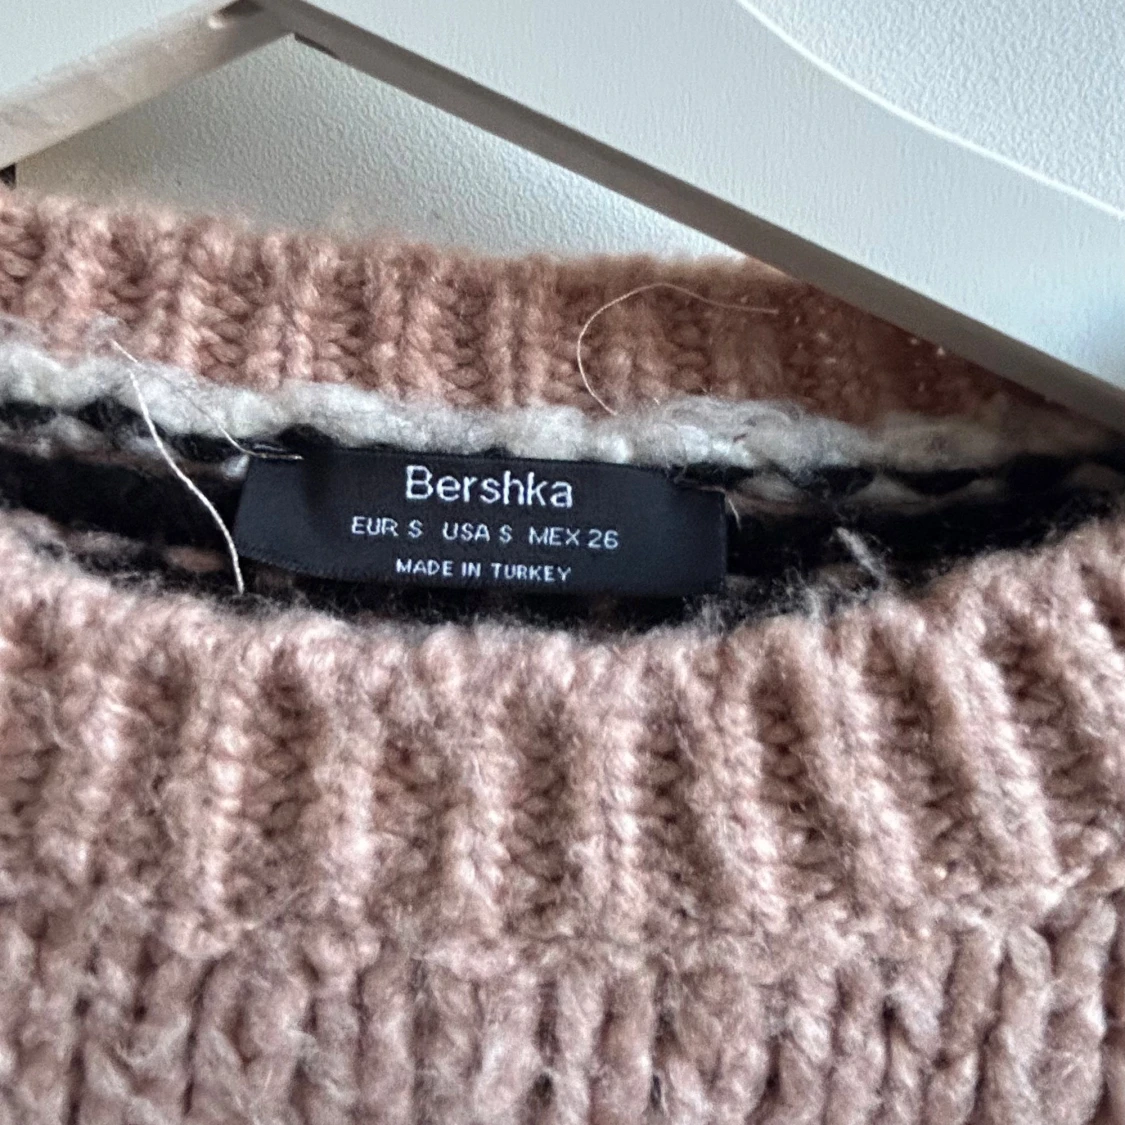 Bershka
EUR S USA S MEX 26
MADE IN TURKEY